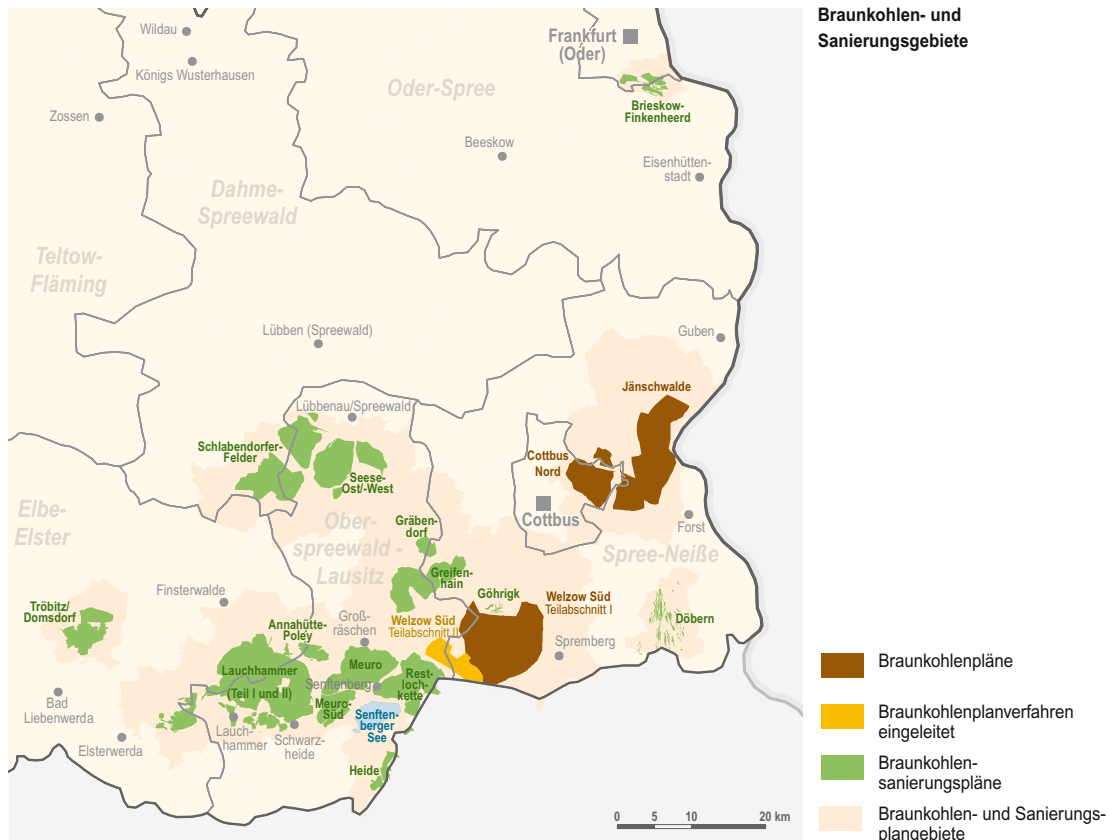 Braunkohlen- und
Sanierungsgebiete
Wildau
Königs Wusterhausen
Zossen
Frankfurt
(Oder)
Oder-Spree
Brieskow-
Finkenheerd
Beeskow
Eisenhütten-
stadt
Dahme-
Spreewald
Teltow-
Fläming
Lübben (Spreewald)
Guben
Jänschwalde
Lübbenau/Spreewald
Schlabendorfer-
Felder
Seese-
Ost/-West
Cottbus
Nord
Cottbus
Forst
Elbe-
Elster
Ober-
spreewald -
Lausitz
Gräben-
dorf
Spree-Neiße
Greifen-
hain
Göhrigk
Welzow Süd
Teilabschnitt I
Welzow Süd
Teilabschnitt II
Spremberg
Döbern
Finsterwalde
Tröbitz/
Domsdorf
Annahütte-
Poley
Groß-
räschen
Lauchhammer
(Teil I und II)
Meuro
Senftenberg
Rest-
loch-
kette
Meuro-
Süd
Senften-
berger
See
Bad
Liebenwerda
Elsterwerda
Lauch-
hammer
Schwarz-
heide
Heide
0 5 10 20 km
Braunkohlenpläne
Braunkohlenplanverfahren
eingeleitet
Braunkohlen-
sanierungspläne
Braunkohlen- und Sanierungs-
plangebiete